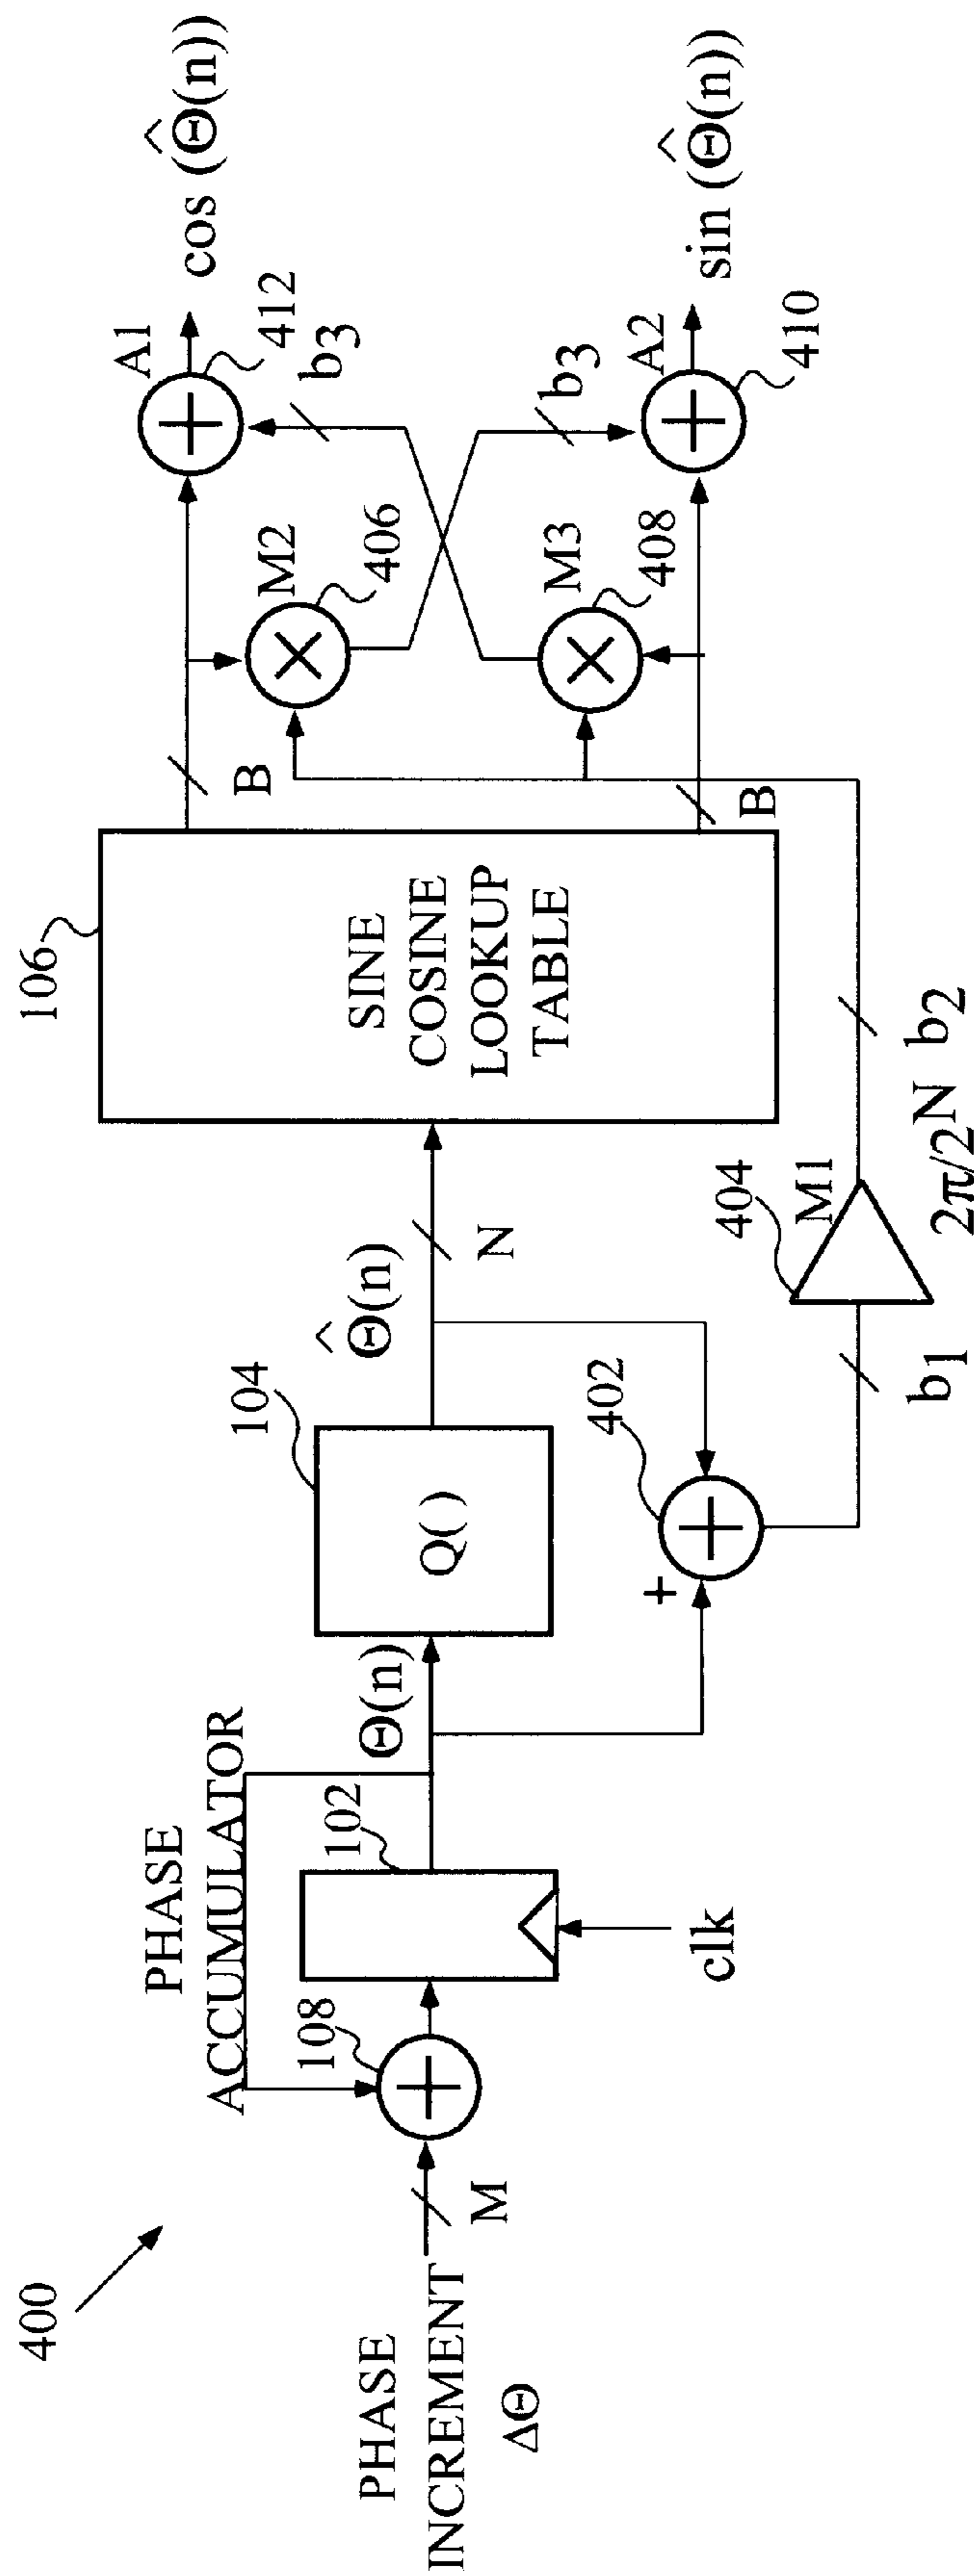 400
PHASE
INCREMENT
ΔΘ
M
108
PHASE
ACCUMULATOR
102
clk
Θ(n)
104
Q( )
Θ̂(n)
N
402
+
b1
404
M1
2π/2^N
b2
106
SINE
COSINE
LOOKUP
TABLE
B
B
M2
406
M3
408
b3
b3
A1
412
A2
410
cos (Θ̂(n))
sin (Θ̂(n))